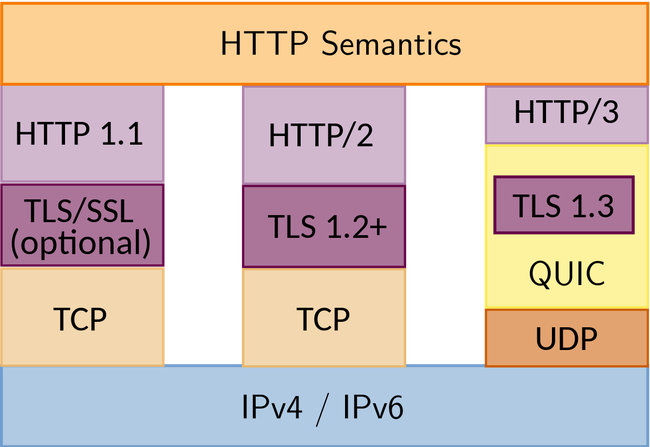 HTTP Semantics
HTTP 1.1
TLS/SSL
(optional)
TCP
HTTP/2
TLS 1.2+
TCP
HTTP/3
TLS 1.3
QUIC
UDP
IPv4 / IPv6